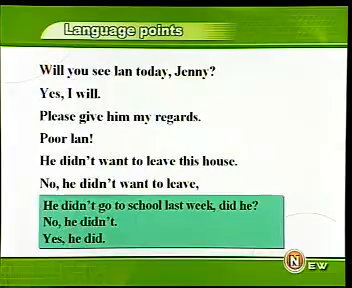 Language points
Will you see Ian today, Jenny?
Yes, I will.
Please give him my regards.
Poor Ian!
He didn't want to leave this house.
No, he didn't want to leave,
He didn't go to school last week, did he?
No, he didn't.
Yes, he did.
NEW